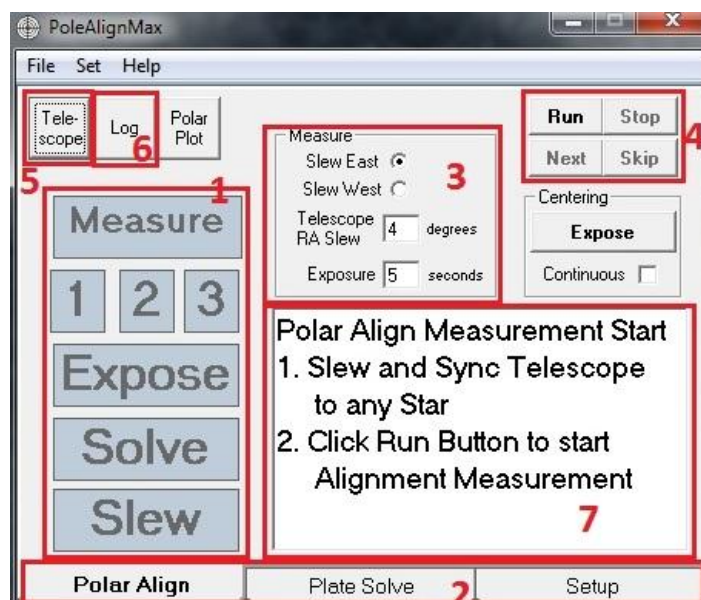 PoleAlignMax
File Set Help
Tele-
scope
Log
Polar
Plot
5
6
1
Measure
1 2 3
Expose
Solve
Slew
Measure
Slew East
Slew West
3
Telescope
RA Slew
4
degrees
Exposure
5
seconds
Run Stop
Next Skip
4
Centering
Expose
Continuous
Polar Align Measurement Start
1. Slew and Sync Telescope
to any Star
2. Click Run Button to start
Alignment Measurement
7
Polar Align Plate Solve 2 Setup